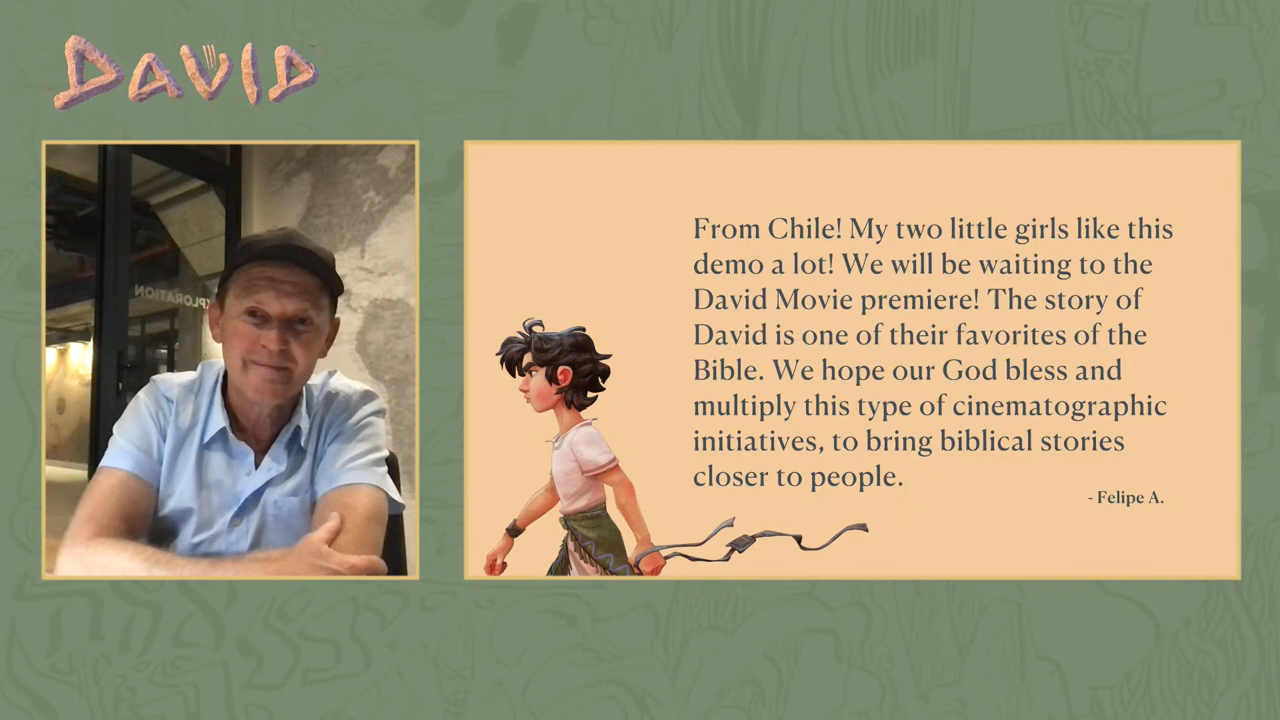 DAVID
EXPLORATION
From Chile! My two little girls like this
demo a lot! We will be waiting to the
David Movie premiere! The story of
David is one of their favorites of the
Bible. We hope our God bless and
multiply this type of cinematographic
initiatives, to bring biblical stories
closer to people.
- Felipe A.